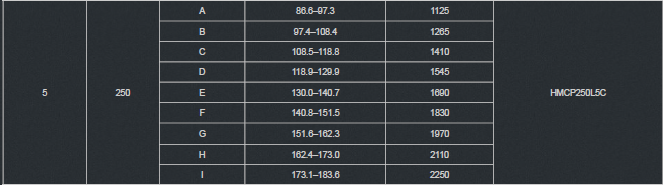 A 86.6–97.3 1125
B 97.4–108.4 1265
C 108.5–118.8 1410
D 118.9–129.9 1545
5 250 E 130.0–140.7 1690 HMCP250L5C
F 140.8–151.5 1830
G 151.6–162.3 1970
H 162.4–173.0 2110
I 173.1–183.6 2250